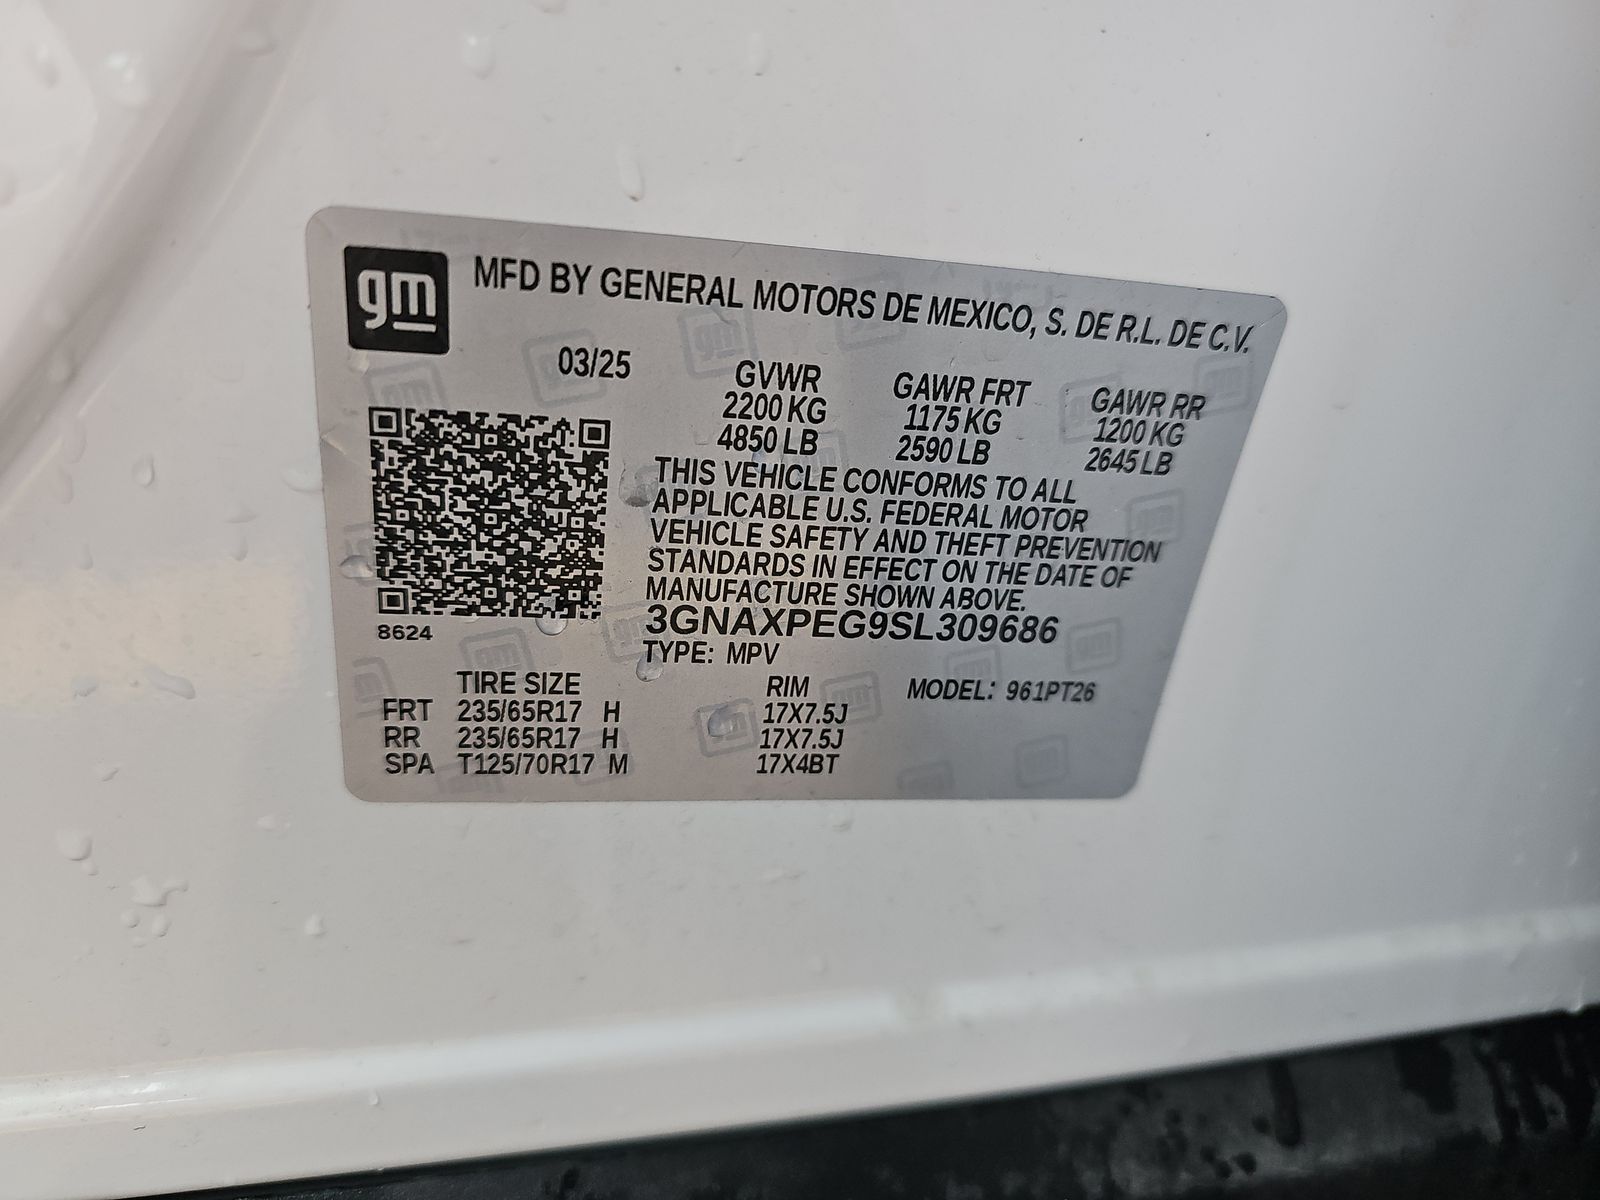 gm
MFD BY GENERAL MOTORS DE MEXICO, S. DE R.L. DE C.V.
03/25
GVWR GAWR FRT GAWR RR
2200 KG 1175 KG 1200 KG
4850 LB 2590 LB 2645 LB
THIS VEHICLE CONFORMS TO ALL
APPLICABLE U.S. FEDERAL MOTOR
VEHICLE SAFETY AND THEFT PREVENTION
STANDARDS IN EFFECT ON THE DATE OF
MANUFACTURE SHOWN ABOVE.
8624
3GNAXPEG9SL309686
TYPE: MPV
TIRE SIZE RIM MODEL: 961PT26
FRT 235/65R17 H 17X7.5J
RR 235/65R17 H 17X7.5J
SPA T125/70R17 M 17X4BT